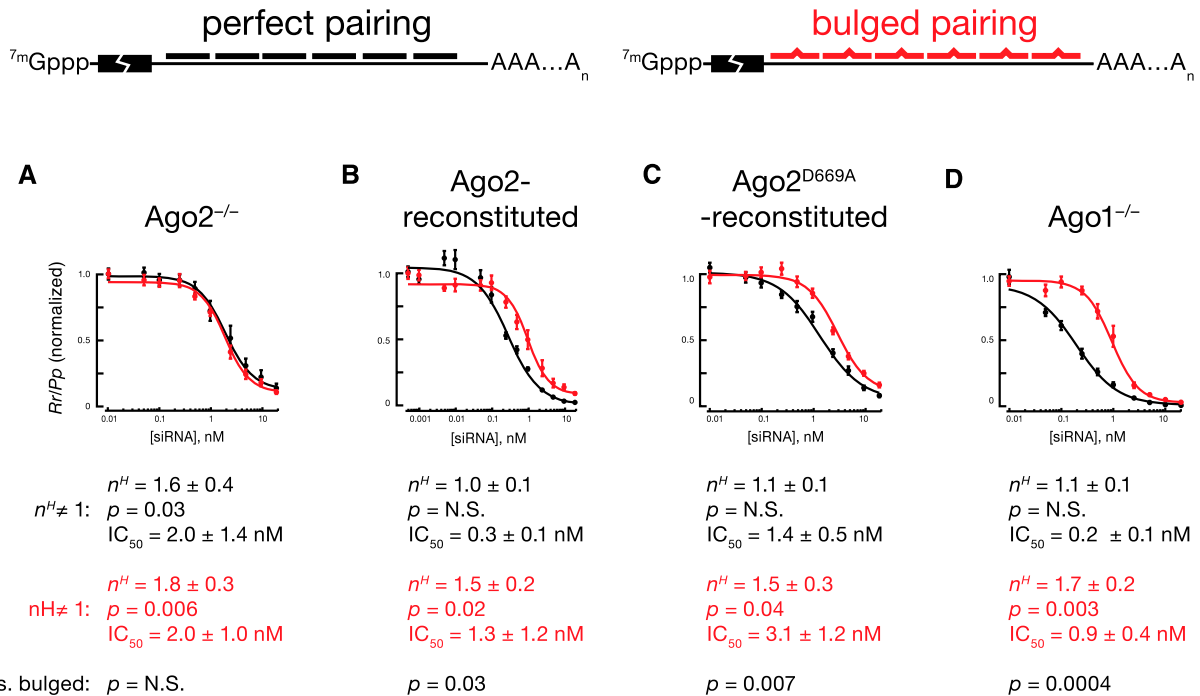 perfect pairing
bulged pairing
7mGppp AAA...An
7mGppp AAA...An
A
Ago2–/–
B
Ago2-
reconstituted
C
Ago2D669A
-reconstituted
D
Ago1–/–
Rr/Pp (normalized)
1.0
0.5
0
0.01 0.1 1 10
[siRNA], nM
1.0
0.5
0
0.001 0.01 0.1 1 10
[siRNA], nM
1.0
0.5
0
0.01 0.1 1 10
[siRNA], nM
1.0
0.5
0
0.01 0.1 1 10
[siRNA], nM
nH = 1.6 ± 0.4 nH = 1.0 ± 0.1 nH = 1.1 ± 0.1 nH = 1.1 ± 0.1
nH≠ 1: p = 0.03 p = N.S. p = N.S. p = N.S.
IC50 = 2.0 ± 1.4 nM IC50 = 0.3 ± 0.1 nM IC50 = 1.4 ± 0.5 nM IC50 = 0.2 ± 0.1 nM
nH = 1.8 ± 0.3 nH = 1.5 ± 0.2 nH = 1.5 ± 0.3 nH = 1.7 ± 0.2
nH≠ 1: p = 0.006 p = 0.02 p = 0.04 p = 0.003
IC50 = 2.0 ± 1.0 nM IC50 = 1.3 ± 1.2 nM IC50 = 3.1 ± 1.2 nM IC50 = 0.9 ± 0.4 nM
s. bulged: p = N.S. p = 0.03 p = 0.007 p = 0.0004